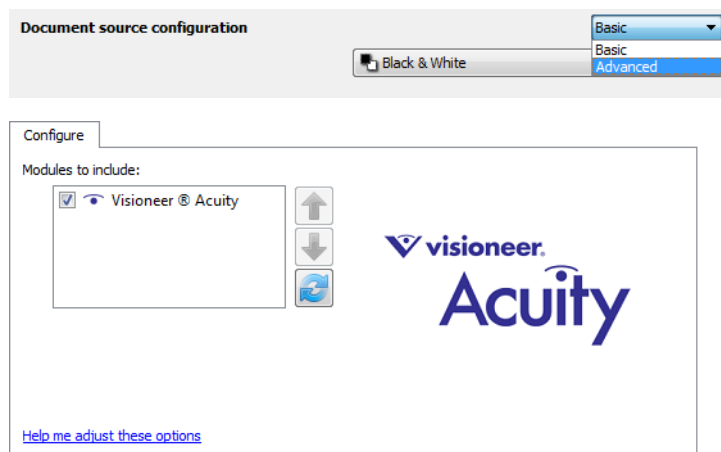 Document source configuration
Basic
Basic
Black & White
Advanced
Configure
Modules to include:
Visioneer ® Acuity
visioneer.
Acuity
Help me adjust these options